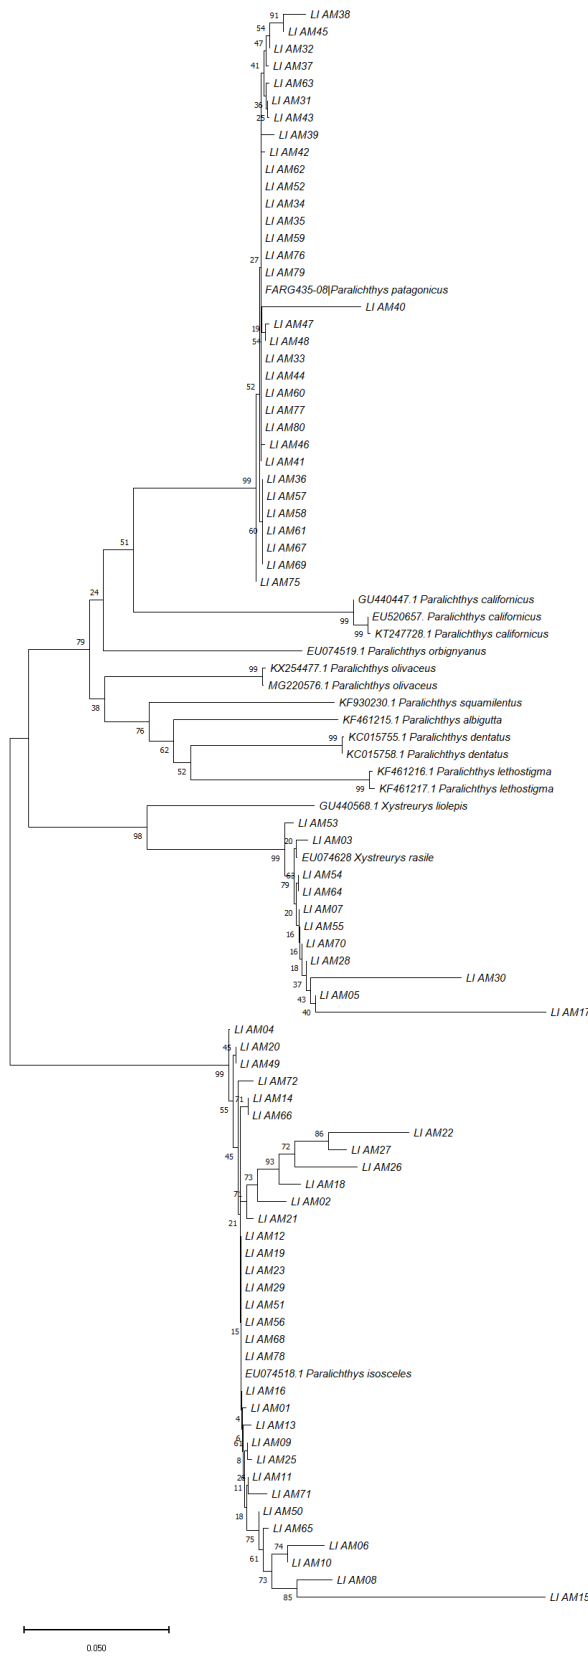 91
LI AM38
54
LI AM45
47
LI AM32
41
LI AM37
LI AM63
36
LI AM31
25
LI AM43
LI AM39
LI AM42
LI AM62
LI AM52
LI AM34
LI AM35
LI AM59
27
LI AM76
LI AM79
FARG435-08|Paralichthys patagonicus
LI AM40
19
LI AM47
54
LI AM48
LI AM33
LI AM44
52
LI AM60
LI AM77
LI AM80
LI AM46
LI AM41
99
LI AM36
LI AM57
LI AM58
60
LI AM61
LI AM67
LI AM69
51
LI AM75
24
GU440447.1 Paralichthys californicus
EU520657. Paralichthys californicus
99
KT247728.1 Paralichthys californicus
79
EU074519.1 Paralichthys orbignyanus
99
KX254477.1 Paralichthys olivaceus
MG220576.1 Paralichthys olivaceus
38
76
KF930230.1 Paralichthys squamilentus
62
KF461215.1 Paralichthys albigutta
99
KC015755.1 Paralichthys dentatus
52
KC015758.1 Paralichthys dentatus
KF461216.1 Paralichthys lethostigma
99
KF461217.1 Paralichthys lethostigma
98
GU440568.1 Xystreurys liolepis
LI AM53
20
LI AM03
99
EU074628 Xystreurys rasile
63
LI AM54
79
LI AM64
20
LI AM07
16
LI AM55
16
LI AM70
18
LI AM28
37
LI AM30
43
LI AM05
40
LI AM17
LI AM04
45
LI AM20
99
LI AM49
LI AM72
55
71
LI AM14
LI AM66
86
LI AM22
72
LI AM27
45
93
LI AM26
73
LI AM18
71
LI AM02
21
LI AM21
LI AM12
LI AM19
LI AM23
LI AM29
LI AM51
15
LI AM56
LI AM68
LI AM78
EU074518.1 Paralichthys isosceles
LI AM16
4
LI AM01
6
LI AM13
61
LI AM09
8
LI AM25
LI AM11
11
LI AM71
18
LI AM50
75
LI AM65
61
74
LI AM06
LI AM10
73
LI AM08
85
LI AM15
0.050